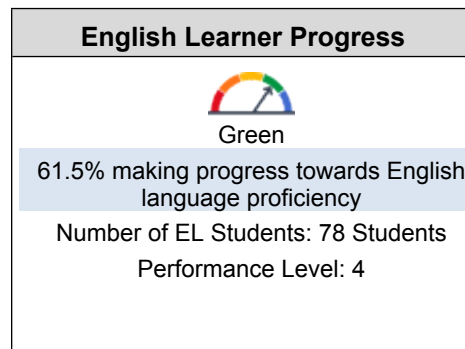 English Learner Progress
Green
61.5% making progress towards English
language proficiency
Number of EL Students: 78 Students
Performance Level: 4